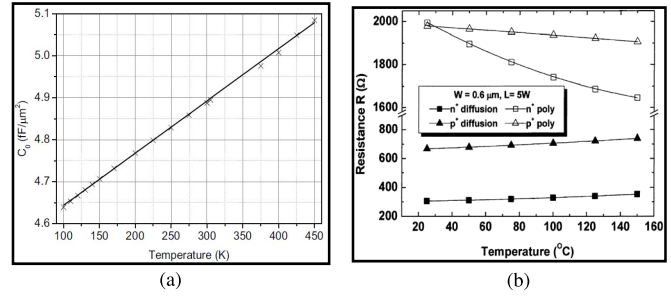 5.1
5.0
4.9
4.8
4.7
4.6
C0 (fF/μm²)
100 150 200 250 300 350 400 450
Temperature (K)
(a)
2000
1800
1600
800
600
400
200
Resistance R (Ω)
W = 0.6 μm, L= 5W
n+ diffusion n+ poly
p+ diffusion p+ poly
20 40 60 80 100 120 140 160
Temperature (°C)
(b)